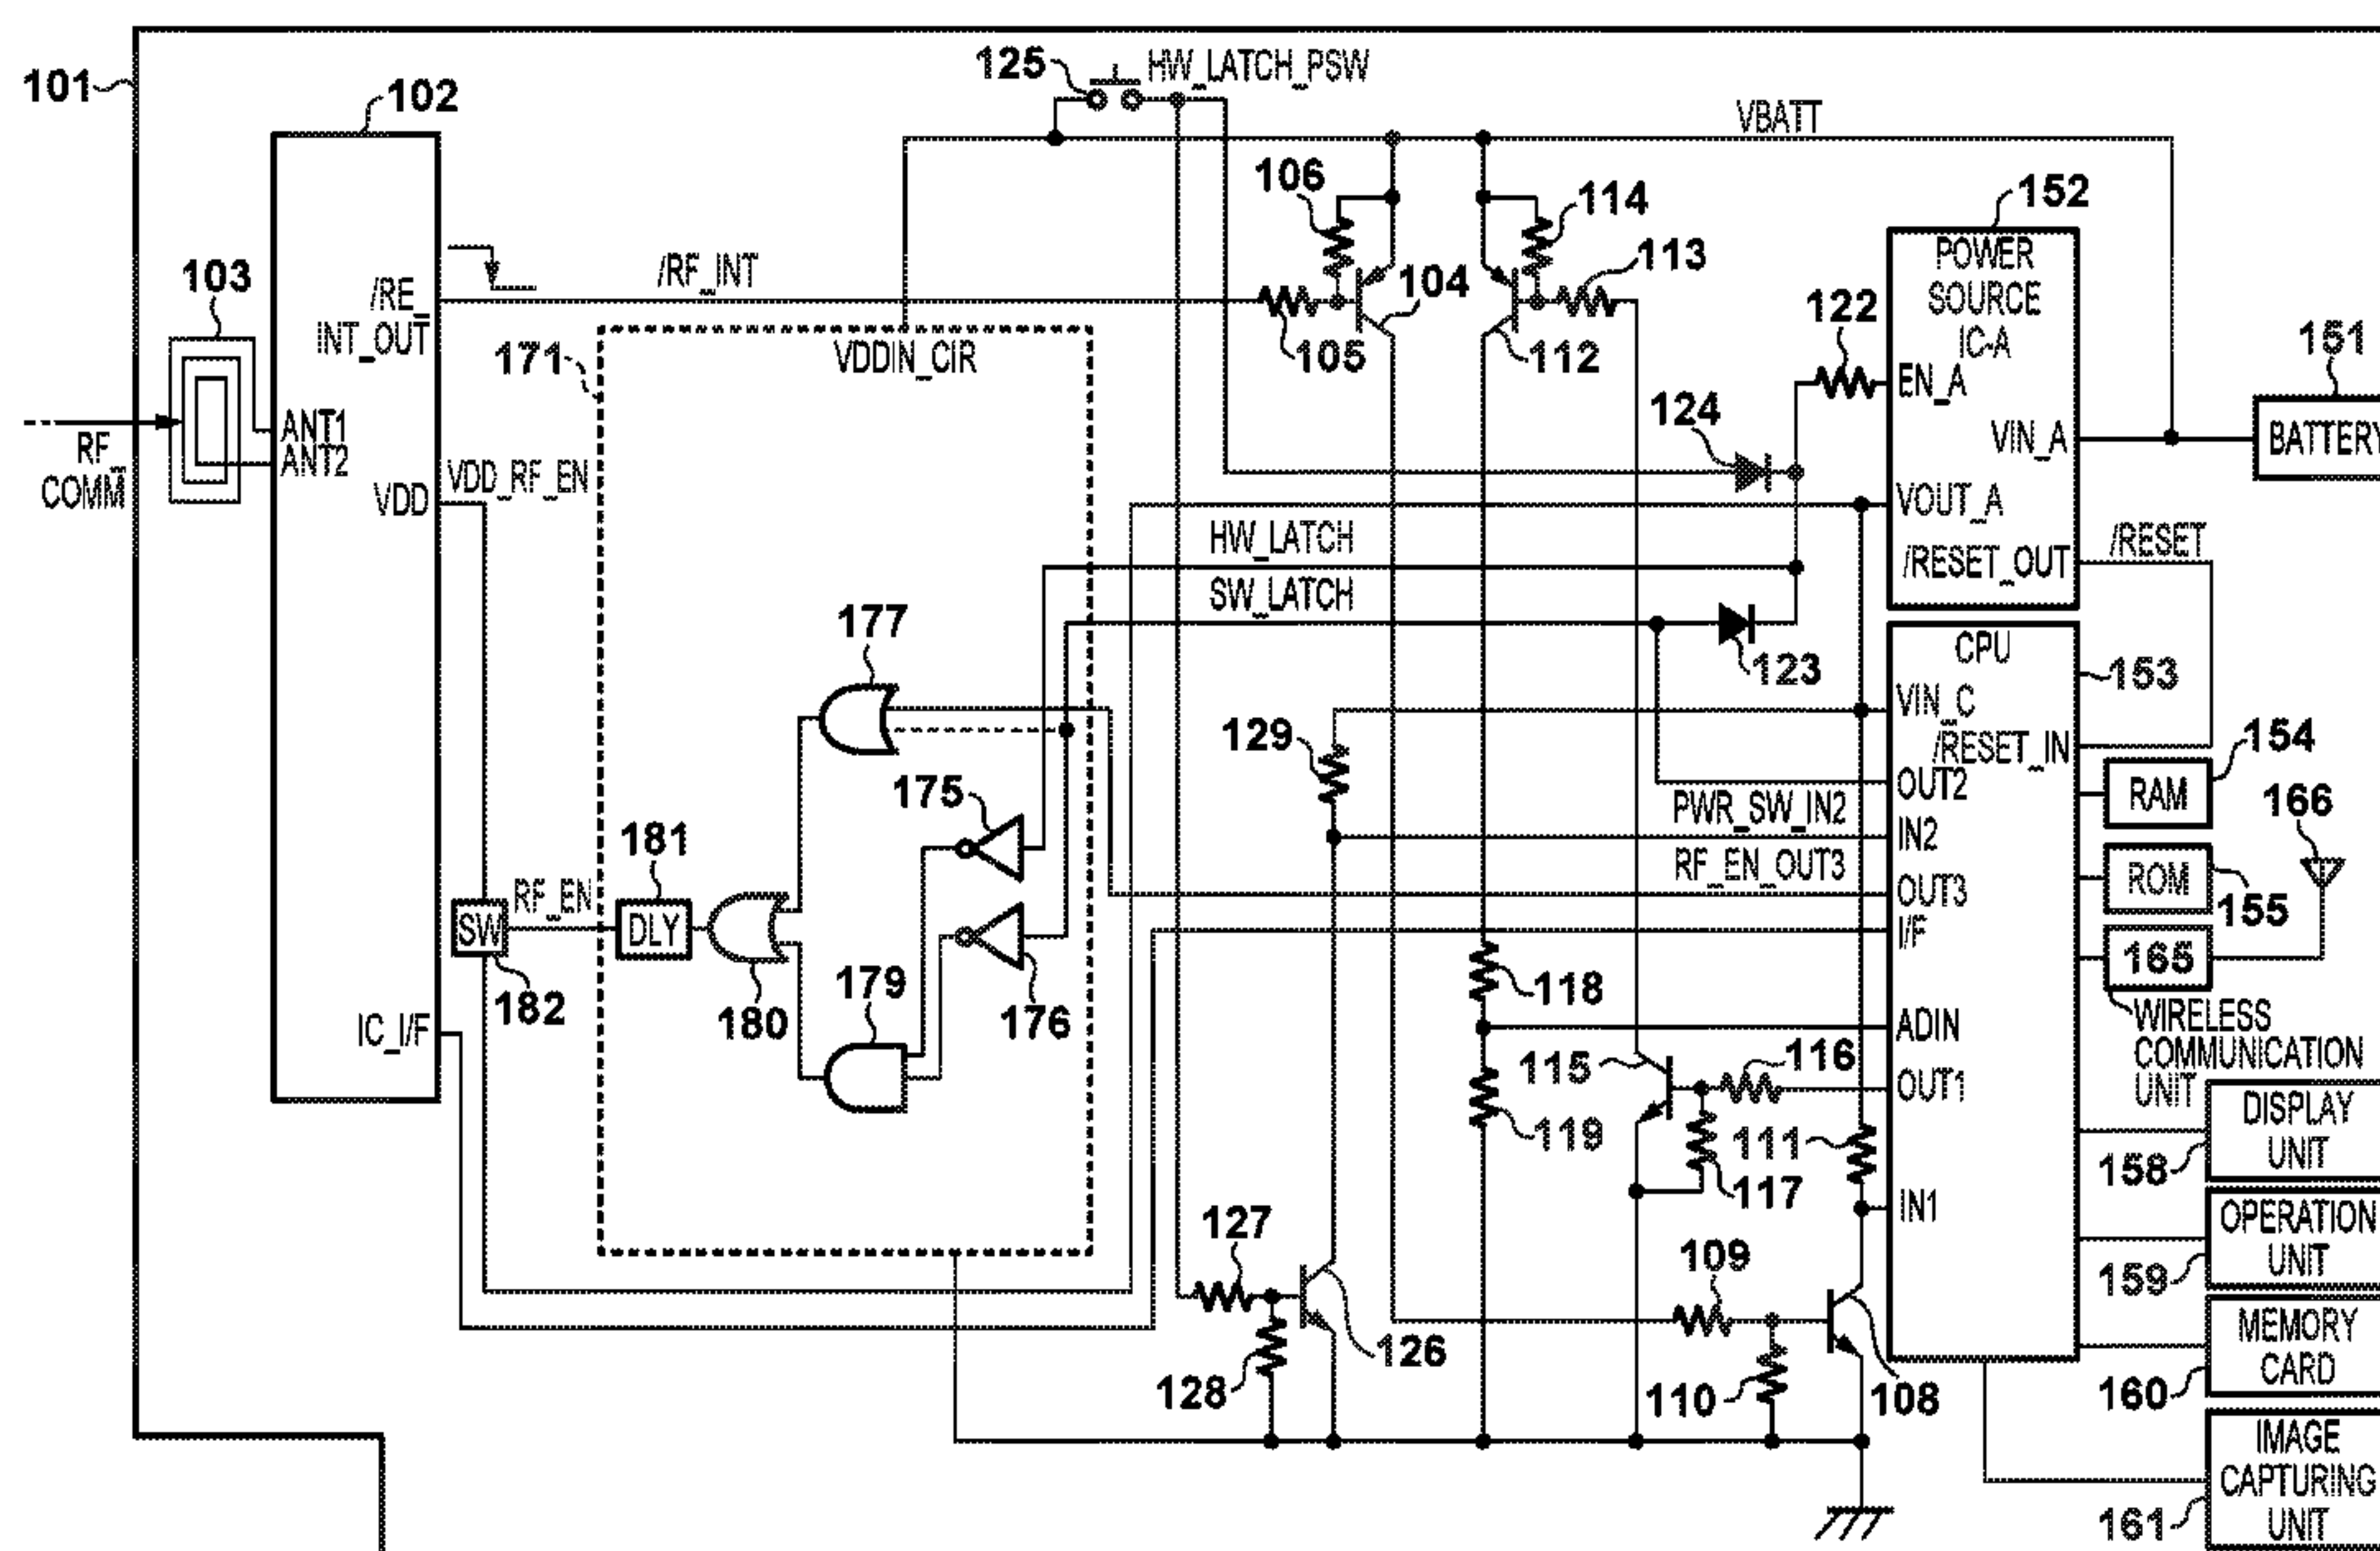 101
102
125
HW_LATCH_PSW
VBATT
103
/RE_
INT_OUT
/RF_INT
106
105
104
114
113
112
152
POWER
SOURCE
IC-A
EN_A
VIN_A
VOUT_A
/RESET_OUT
122
151
BATTERY
RF_
COMM
ANT1
ANT2
VDD
VDD_RF_EN
171
VDDIN_CIR
124
HW_LATCH
SW_LATCH
/RESET
123
CPU
153
VIN_C
/RESET_IN
OUT2
IN2
OUT3
I/F
ADIN
OUT1
IN1
177
175
129
PWR_SW_IN2
RF_EN_OUT3
154
RAM
166
ROM
155
165
WIRELESS
COMMUNICATION
UNIT
181
DLY
RF_EN
SW
182
180
179
176
IC_I/F
118
119
115
116
111
117
DISPLAY
UNIT
158
OPERATION
UNIT
159
MEMORY
CARD
160
IMAGE
CAPTURING
UNIT
161
127
128
126
109
110
108